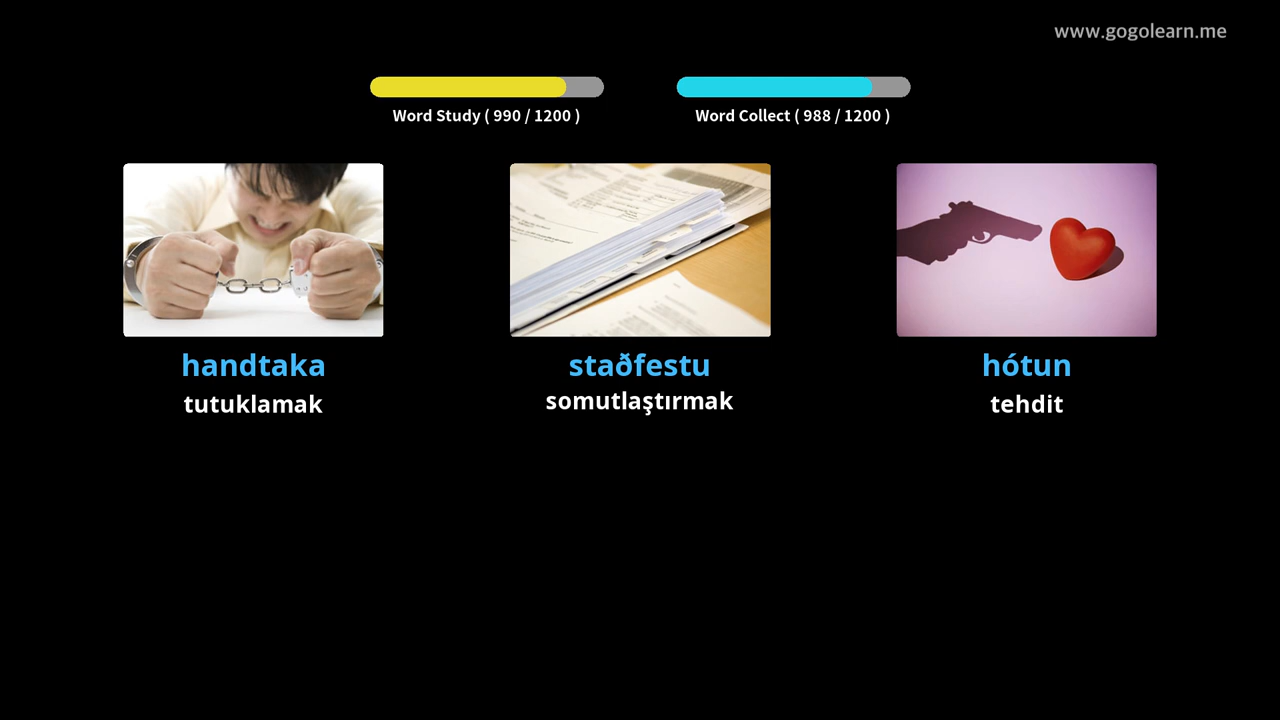 www.gogolearn.me
Word Study ( 990 / 1200 )
Word Collect ( 988 / 1200 )
handtaka
staðfestu
hótun
tutuklamak
somutlaştırmak
tehdit